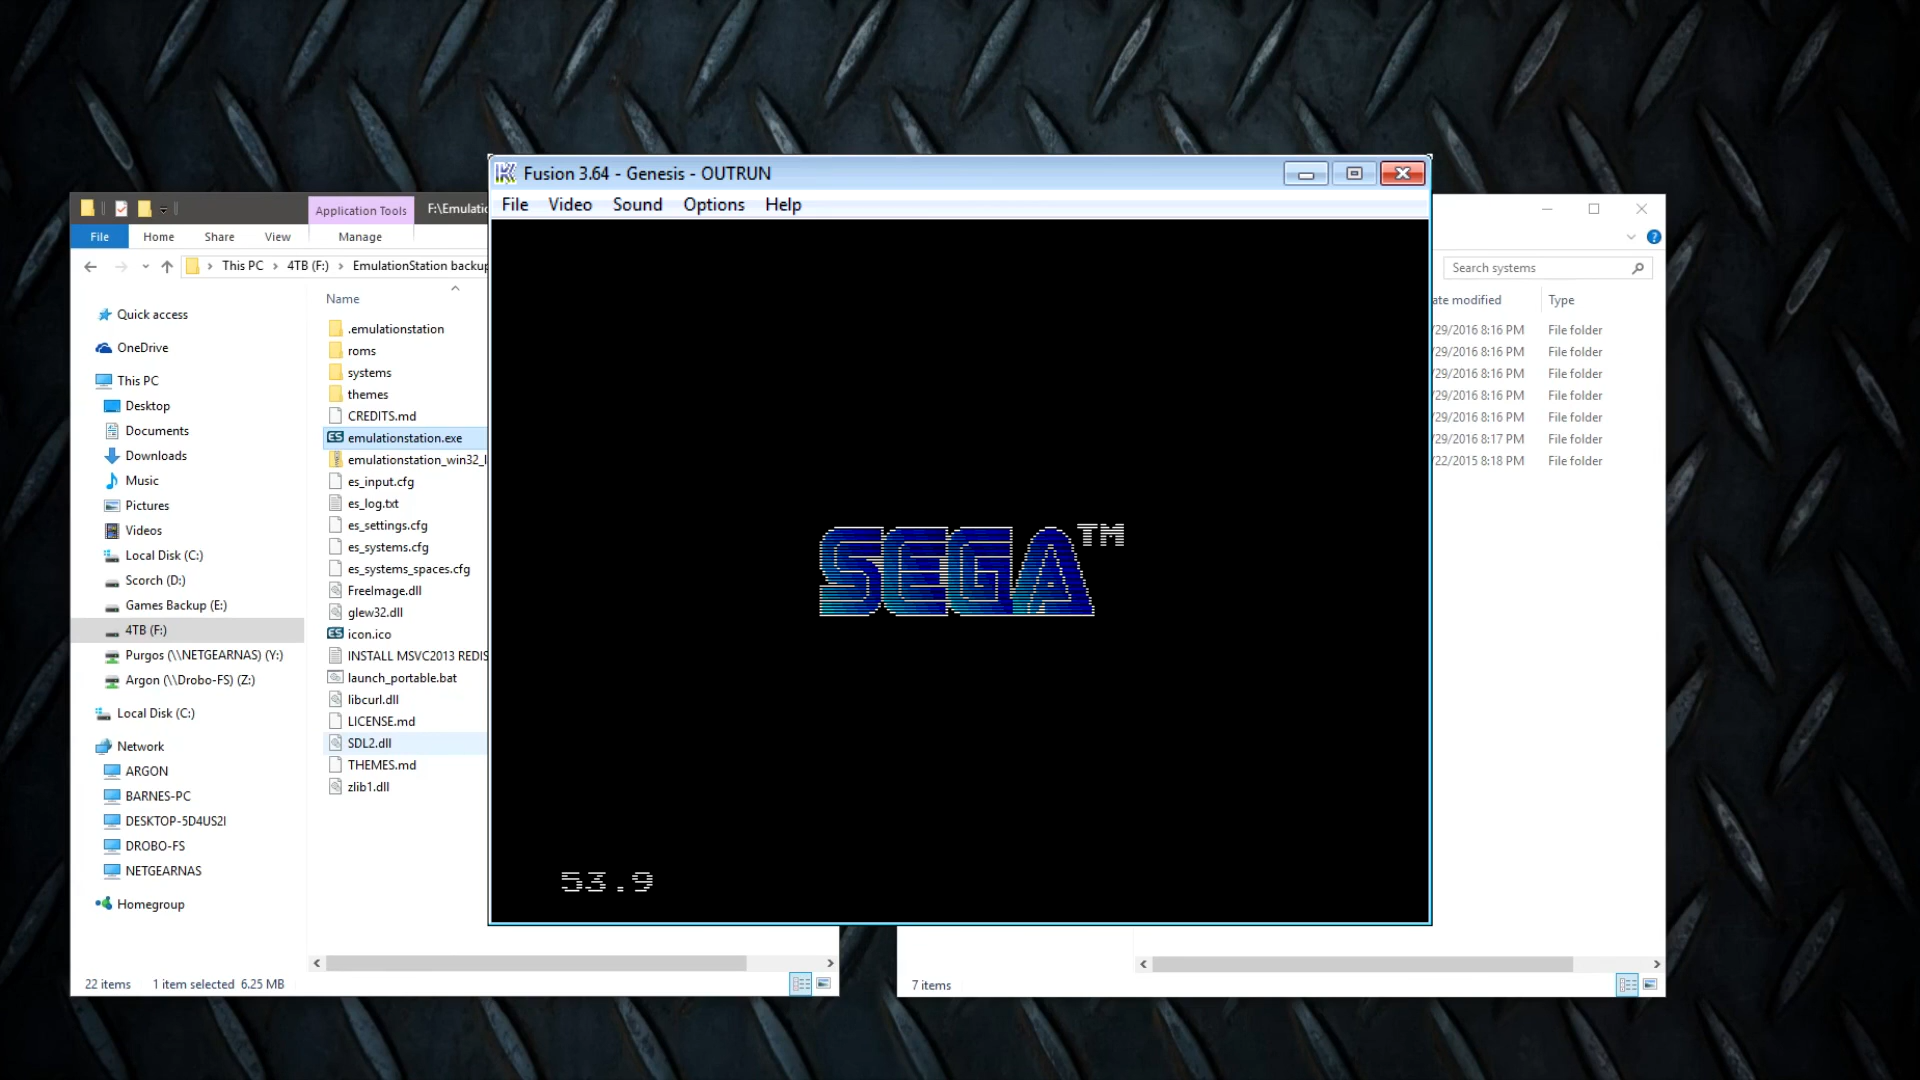 Fusion 3.64 - Genesis - OUTRUN
File Video Sound Options Help
SEGA™
53.9
Application Tools
F:\Emulatio
File Home Share View Manage
This PC > 4TB (F:) > EmulationStation backup
Name
Quick access
OneDrive
This PC
Desktop
Documents
Downloads
Music
Pictures
Videos
Local Disk (C:)
Scorch (D:)
Games Backup (E:)
4TB (F:)
Purgos (\\NETGEARNAS) (Y:)
Argon (\\Drobo-FS) (Z:)
Local Disk (C:)
Network
ARGON
BARNES-PC
DESKTOP-5D4US2I
DROBO-FS
NETGEARNAS
Homegroup
.emulationstation
roms
systems
themes
CREDITS.md
emulationstation.exe
emulationstation_win32_l
es_input.cfg
es_log.txt
es_settings.cfg
es_systems.cfg
es_systems_spaces.cfg
FreeImage.dll
glew32.dll
icon.ico
INSTALL MSVC2013 REDIS
launch_portable.bat
libcurl.dll
LICENSE.md
SDL2.dll
THEMES.md
zlib1.dll
22 items 1 item selected 6.25 MB
Search systems
ate modified Type
/29/2016 8:16 PM File folder
/29/2016 8:16 PM File folder
/29/2016 8:16 PM File folder
/29/2016 8:16 PM File folder
/29/2016 8:16 PM File folder
/29/2016 8:17 PM File folder
/22/2015 8:18 PM File folder
7 items